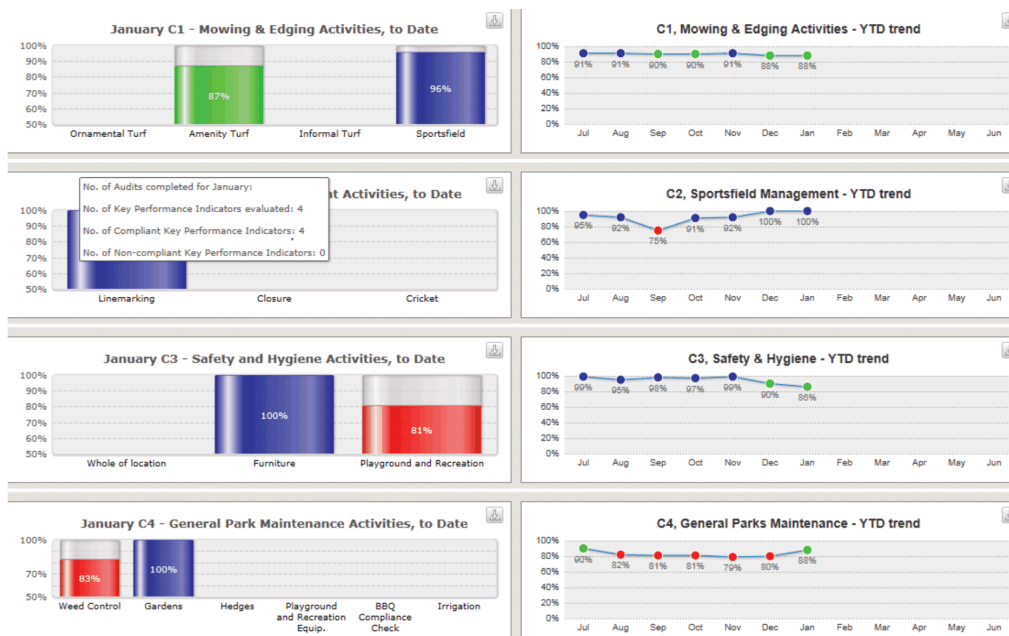 January C1 - Mowing & Edging Activities, to Date
100%
90%
80%
70%
60%
50%
87%
96%
Ornamental Turf Amenity Turf Informal Turf Sportsfield
C1, Mowing & Edging Activities - YTD trend
100%
80%
60%
40%
20%
0%
91% 91% 90% 90% 91% 88% 88%
Jul Aug Sep Oct Nov Dec Jan Feb Mar Apr May Jun
No. of Audits completed for January:
No. of Key Performance Indicators evaluated: 4
No. of Compliant Key Performance Indicators: 4
No. of Non-compliant Key Performance Indicators: 0
t Activities, to Date
100%
90%
80%
70%
60%
50%
Linemarking Closure Cricket
C2, Sportsfield Management - YTD trend
100%
80%
60%
40%
20%
0%
95% 92% 75% 91% 92% 100% 100%
Jul Aug Sep Oct Nov Dec Jan Feb Mar Apr May Jun
January C3 - Safety and Hygiene Activities, to Date
100%
90%
80%
70%
60%
50%
100%
81%
Whole of location Furniture Playground and Recreation
C3, Safety & Hygiene - YTD trend
100%
80%
60%
40%
20%
0%
99% 95% 98% 97% 99% 90% 86%
Jul Aug Sep Oct Nov Dec Jan Feb Mar Apr May Jun
January C4 - General Park Maintenance Activities, to Date
100%
70%
50%
83%
100%
Weed Control Gardens Hedges Playground BBQ Irrigation
and Recreation Compliance
Equip. Check
C4, General Parks Maintenance - YTD trend
100%
80%
60%
40%
20%
0%
90% 82% 81% 81% 79% 80% 88%
Jul Aug Sep Oct Nov Dec Jan Feb Mar Apr May Jun